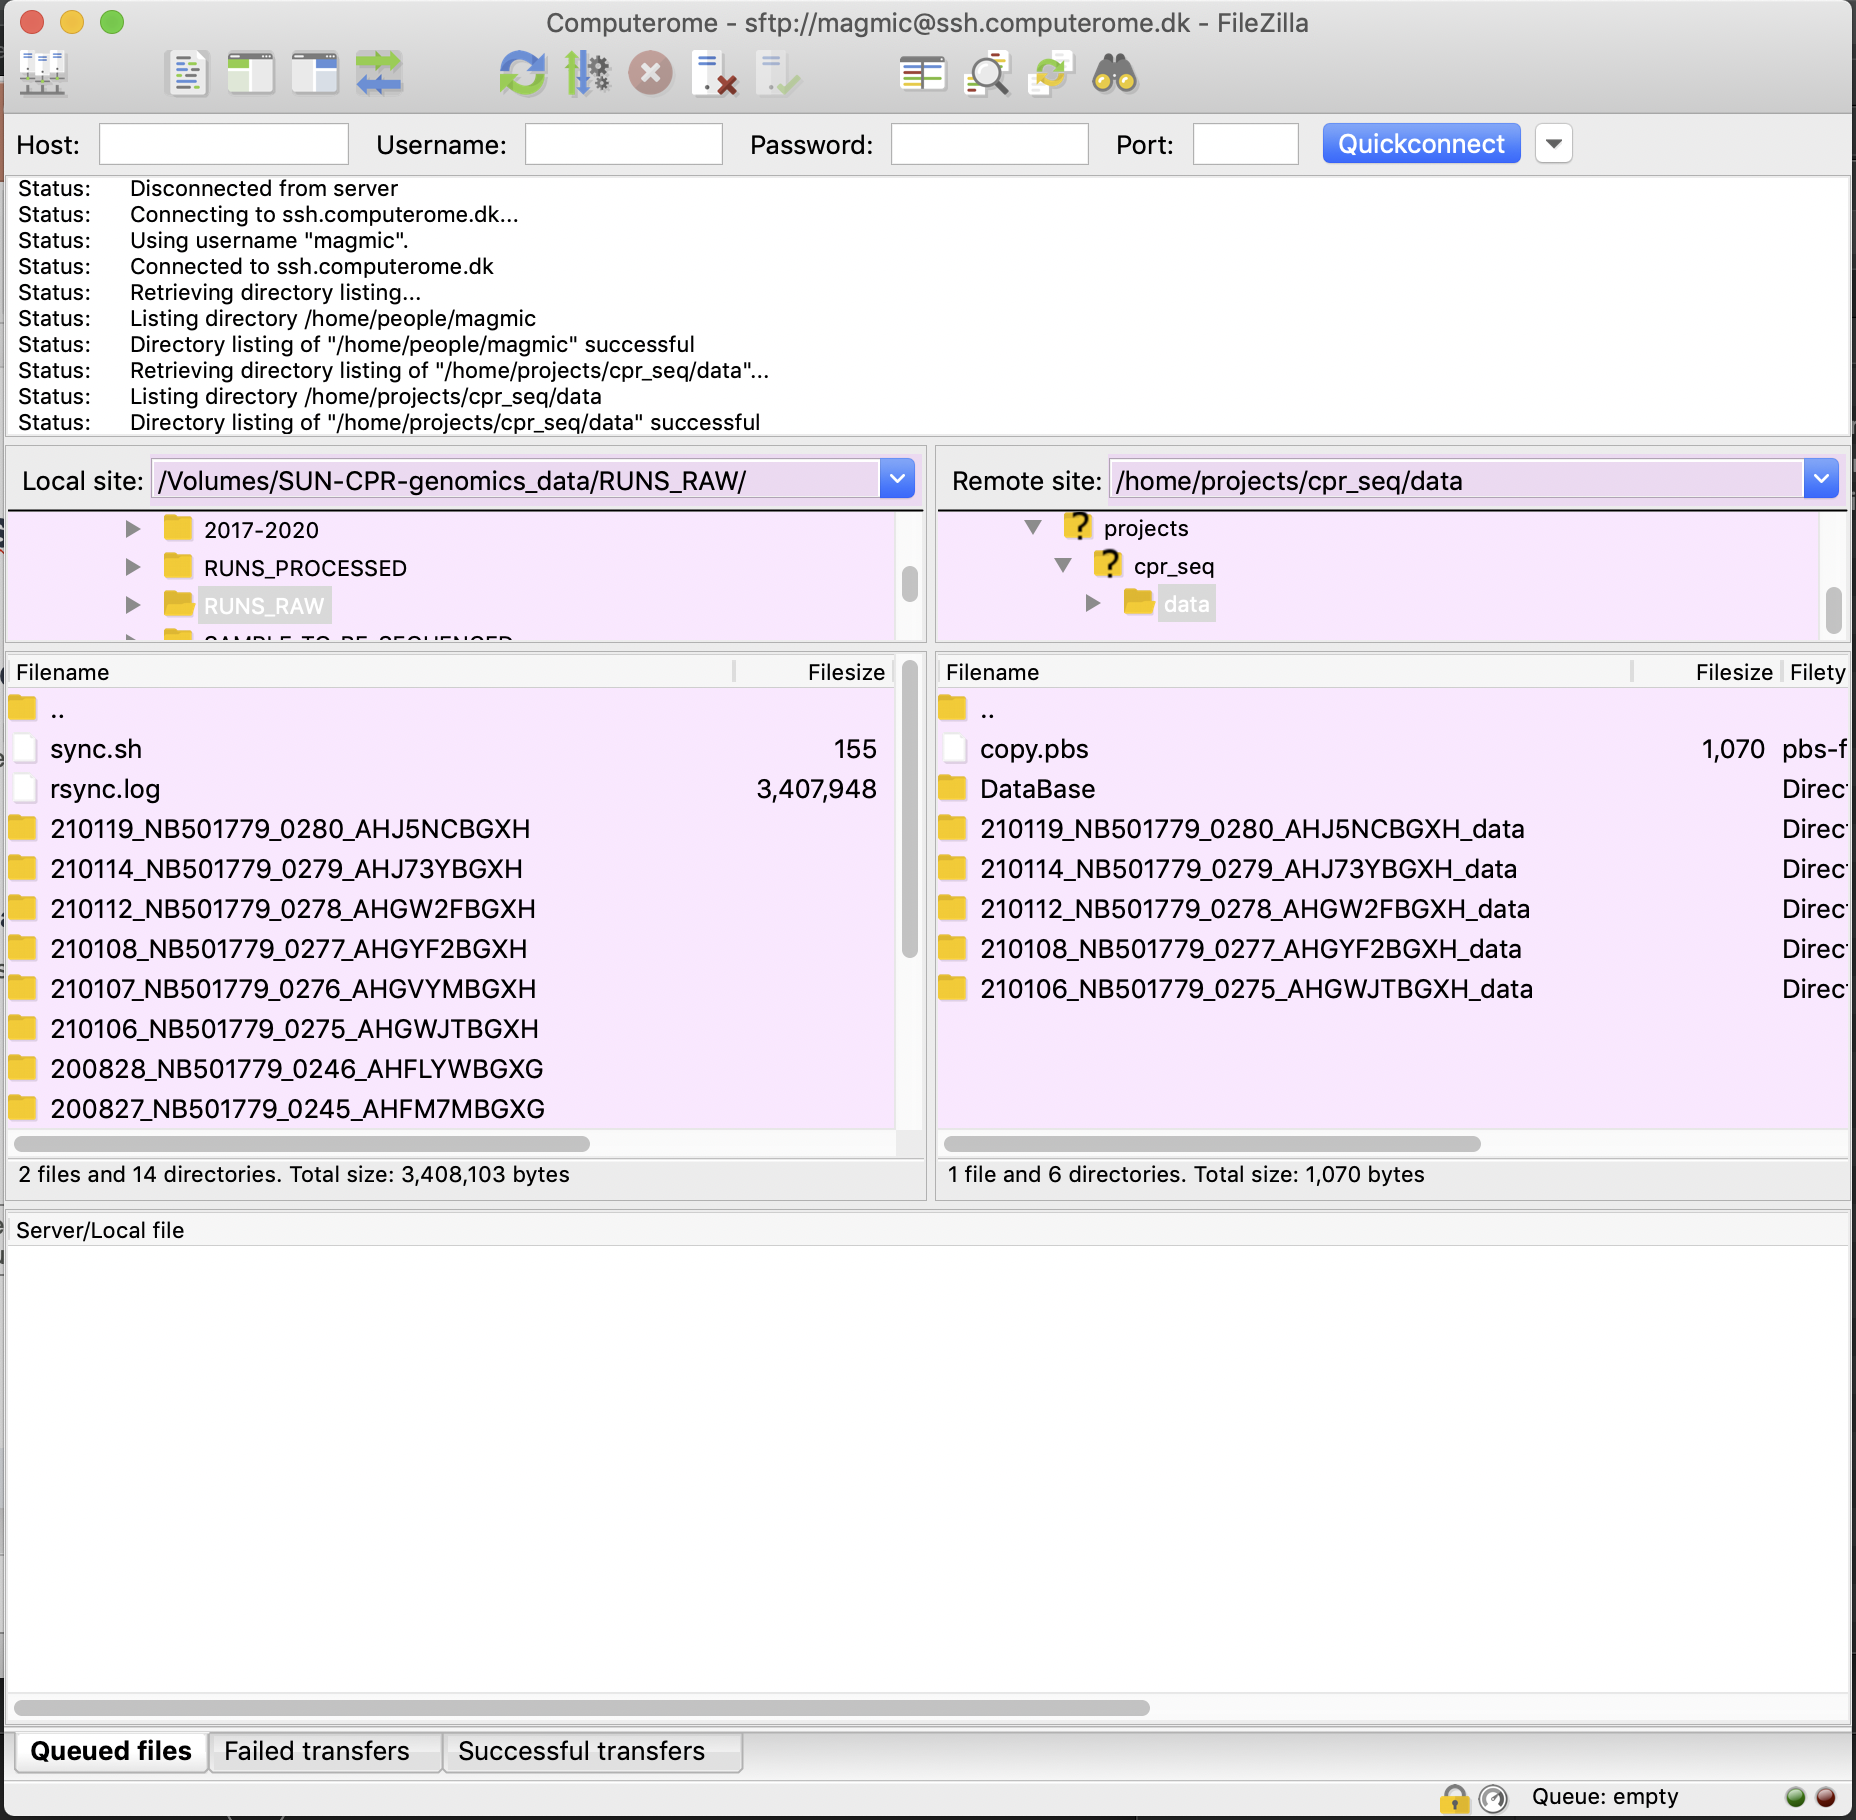 Computerome - sftp://magmic@ssh.computerome.dk - FileZilla
Host: Username: Password: Port: Quickconnect
Status: Disconnected from server
Status: Connecting to ssh.computerome.dk...
Status: Using username "magmic".
Status: Connected to ssh.computerome.dk
Status: Retrieving directory listing...
Status: Listing directory /home/people/magmic
Status: Directory listing of "/home/people/magmic" successful
Status: Retrieving directory listing of "/home/projects/cpr_seq/data"...
Status: Listing directory /home/projects/cpr_seq/data
Status: Directory listing of "/home/projects/cpr_seq/data" successful
Local site: /Volumes/SUN-CPR-genomics_data/RUNS_RAW/
2017-2020
RUNS_PROCESSED
RUNS_RAW
SAMPLE_TO_BE_SEQUENCED
Filename Filesize
..
sync.sh 155
rsync.log 3,407,948
210119_NB501779_0280_AHJ5NCBGXH
210114_NB501779_0279_AHJ73YBGXH
210112_NB501779_0278_AHGW2FBGXH
210108_NB501779_0277_AHGYF2BGXH
210107_NB501779_0276_AHGVYMBGXH
210106_NB501779_0275_AHGWJTBGXH
200828_NB501779_0246_AHFLYWBGXG
200827_NB501779_0245_AHFM7MBGXG
2 files and 14 directories. Total size: 3,408,103 bytes
Remote site: /home/projects/cpr_seq/data
? projects
? cpr_seq
data
Filename Filesize Filety
..
copy.pbs 1,070 pbs-f
DataBase Direc
210119_NB501779_0280_AHJ5NCBGXH_data Direc
210114_NB501779_0279_AHJ73YBGXH_data Direc
210112_NB501779_0278_AHGW2FBGXH_data Direc
210108_NB501779_0277_AHGYF2BGXH_data Direc
210106_NB501779_0275_AHGWJTBGXH_data Direc
1 file and 6 directories. Total size: 1,070 bytes
Server/Local file
Queued files Failed transfers Successful transfers
Queue: empty